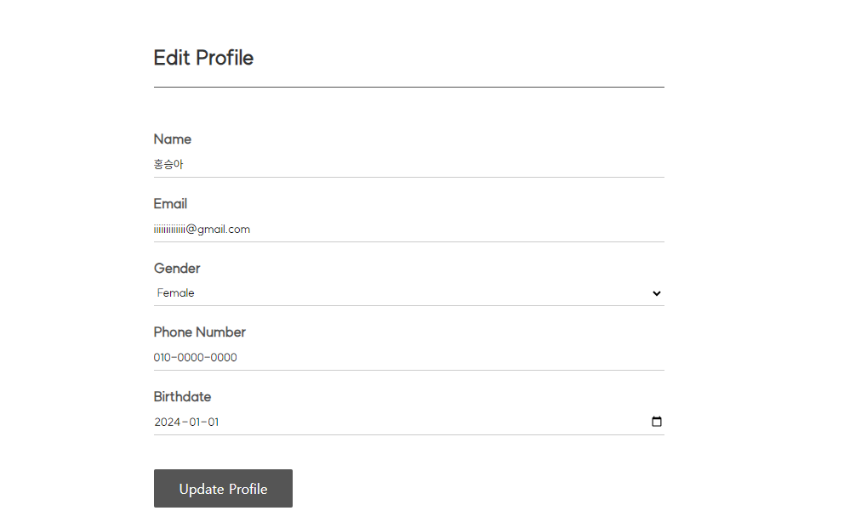 Edit Profile
Name
홍승아
Email
iiiiiiiiiiiii@gmail.com
Gender
Female
Phone Number
010-0000-0000
Birthdate
2024-01-01
Update Profile